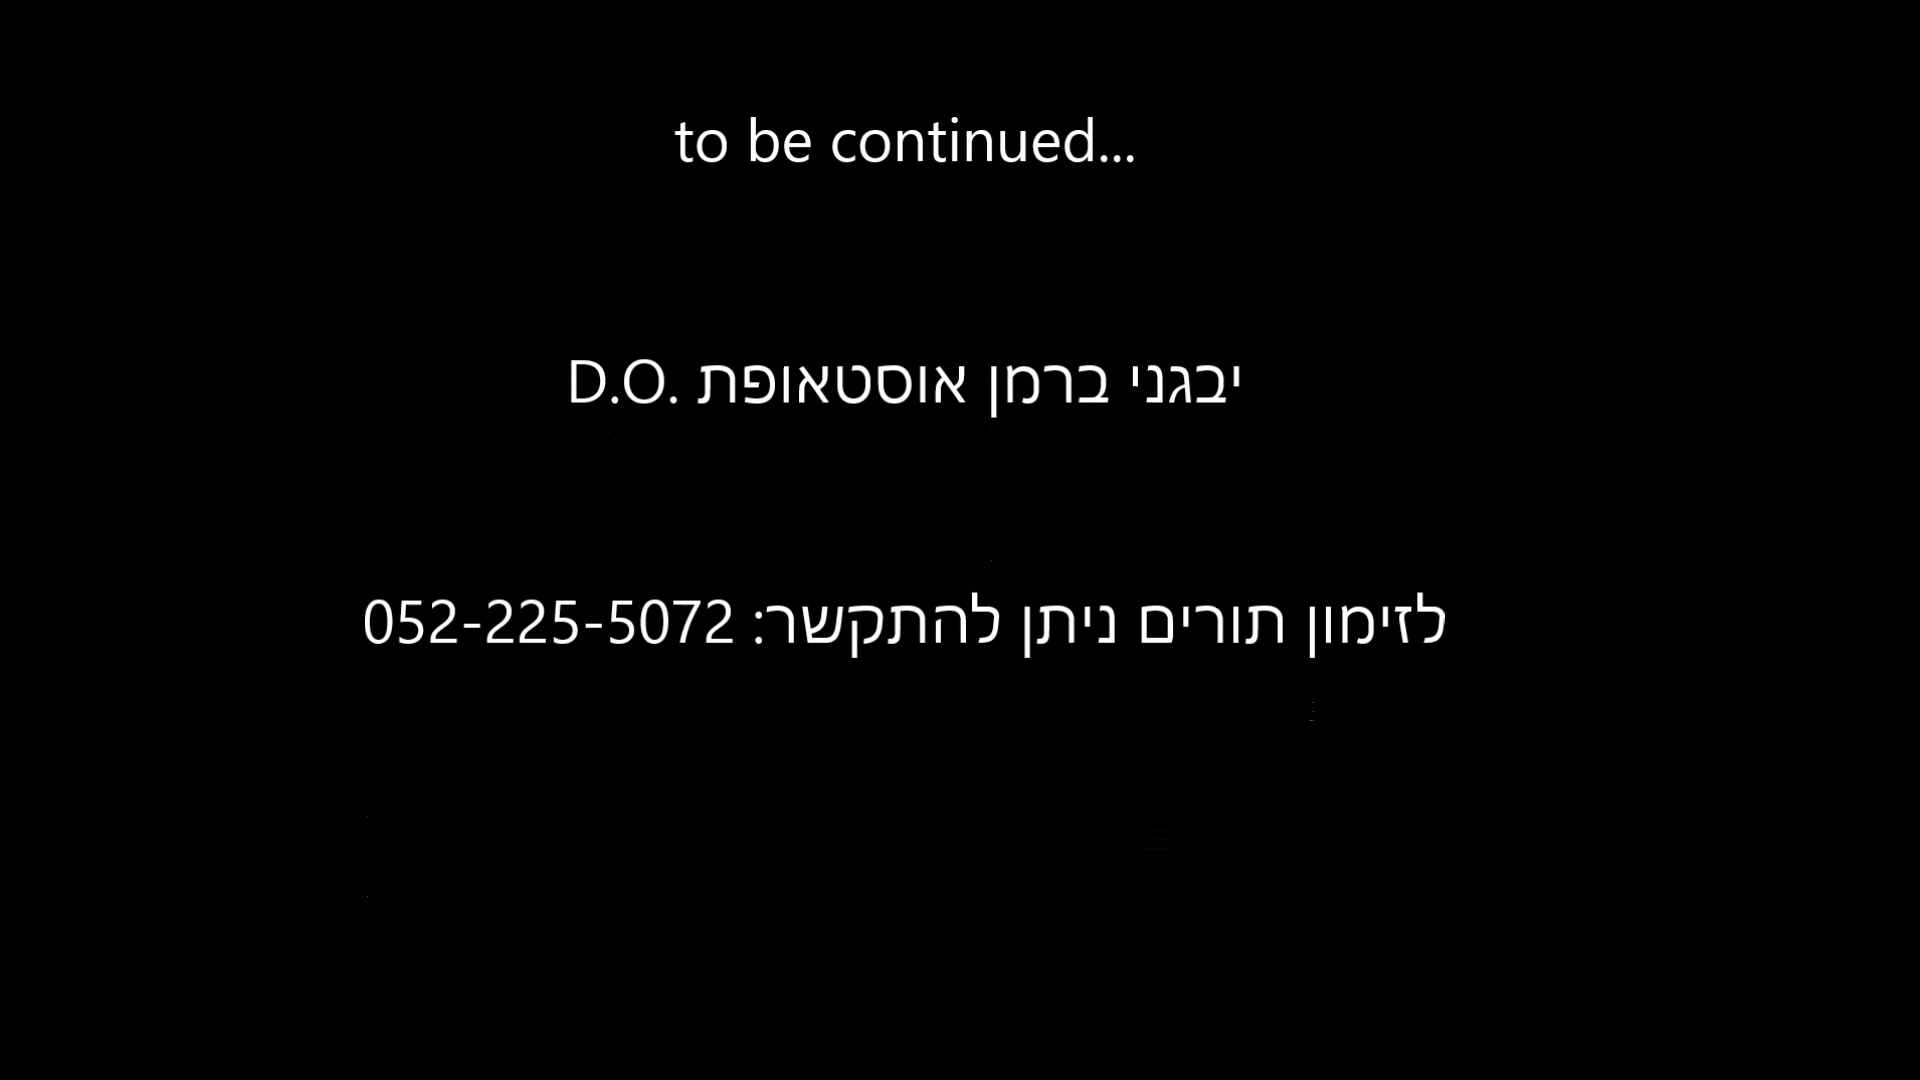 to be continued...
יבגני ברמן אוסטאופת D.O.
לזימון תורים ניתן להתקשר: 052-225-5072